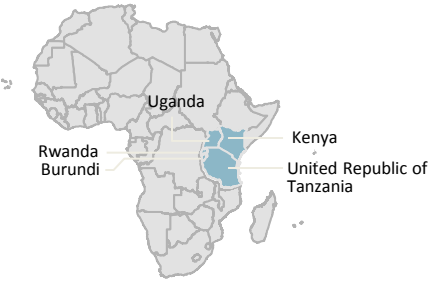 Uganda
Kenya
Rwanda
Burundi
United Republic of
Tanzania